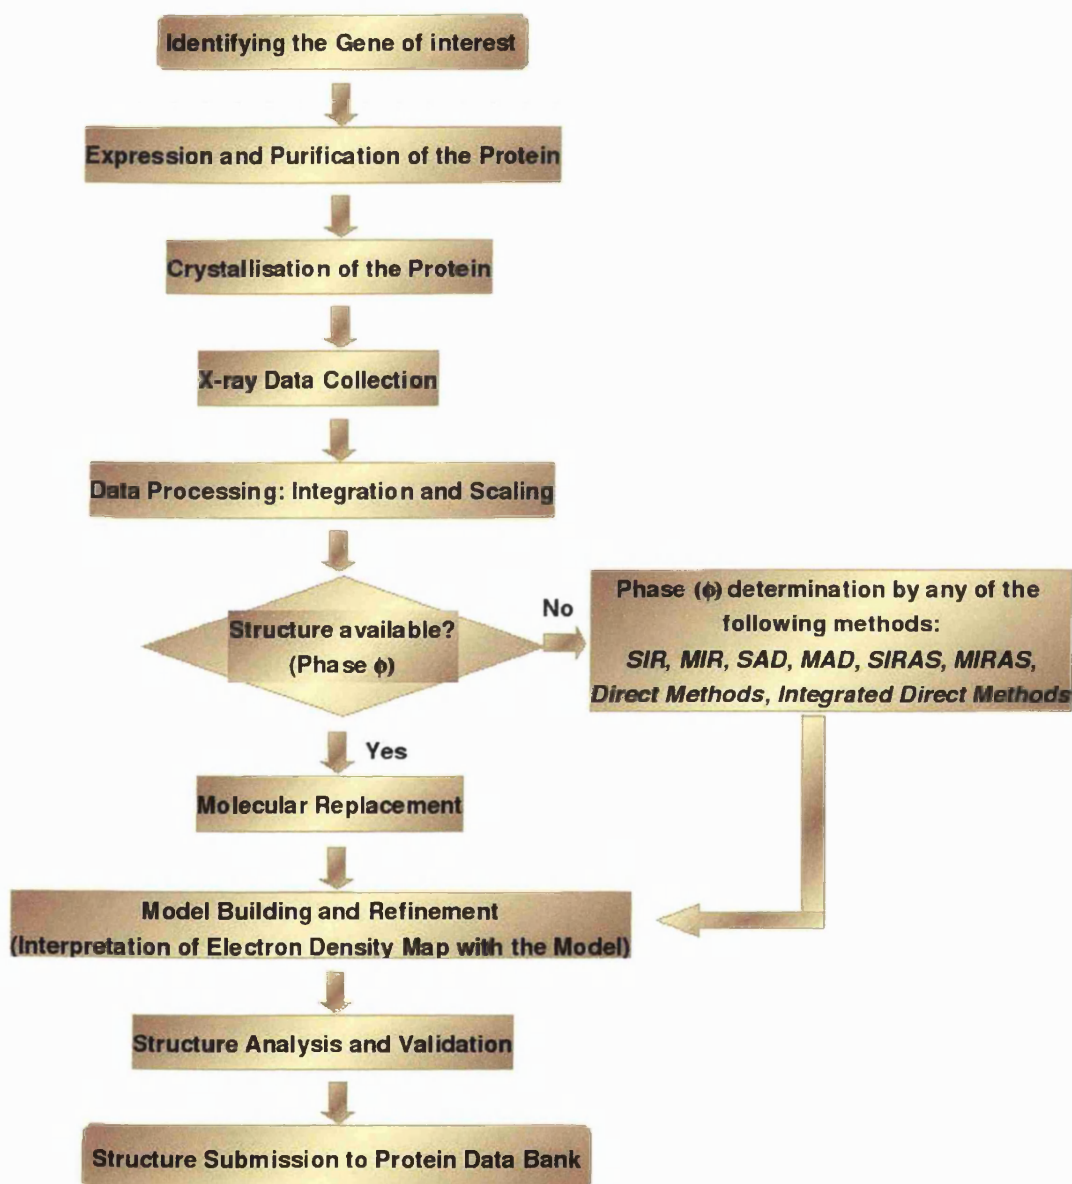 Identifying the Gene of interest
Expression and Purification of the Protein
Crystallisation of the Protein
X-ray Data Collection
Data Processing: Integration and Scaling
Structure available?
(Phase ϕ)
No
Phase (ϕ) determination by any of the
following methods:
SIR, MIR, SAD, MAD, SIRAS, MIRAS,
Direct Methods, Integrated Direct Methods
Yes
Molecular Replacement
Model Building and Refinement
(Interpretation of Electron Density Map with the Model)
Structure Analysis and Validation
Structure Submission to Protein Data Bank